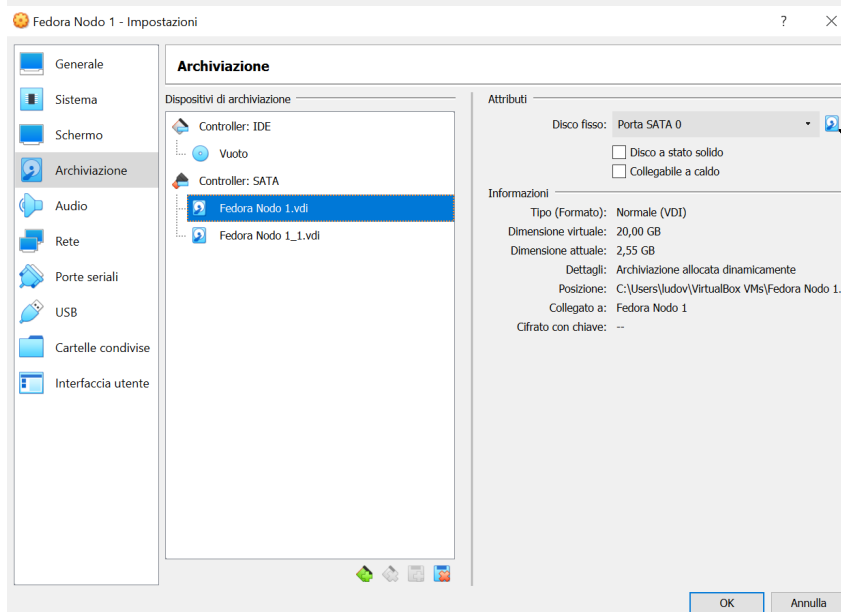 Fedora Nodo 1 - Impostazioni
?
Generale
Sistema
Schermo
Archiviazione
Audio
Rete
Porte seriali
USB
Cartelle condivise
Interfaccia utente
Archiviazione
Dispositivi di archiviazione
Controller: IDE
Vuoto
Controller: SATA
Fedora Nodo 1.vdi
Fedora Nodo 1_1.vdi
Attributi
Disco fisso: Porta SATA 0
Disco a stato solido
Collegabile a caldo
Informazioni
Tipo (Formato): Normale (VDI)
Dimensione virtuale: 20,00 GB
Dimensione attuale: 2,55 GB
Dettagli: Archiviazione allocata dinamicamente
Posizione: C:\Users\ludov\VirtualBox VMs\Fedora Nodo 1.
Collegato a: Fedora Nodo 1
Cifrato con chiave: --
OK
Annulla